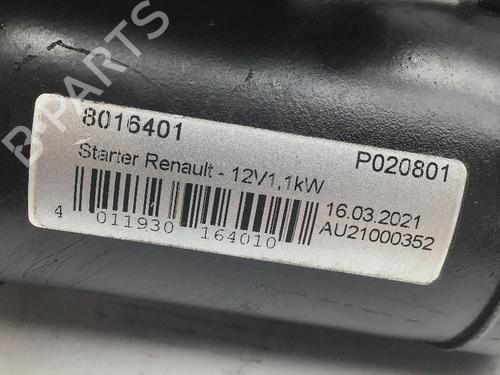 8016401
P020801
Starter Renault - 12V1,1kW
16.03.2021
AU21000352
4 011930 164010
B-PARTS